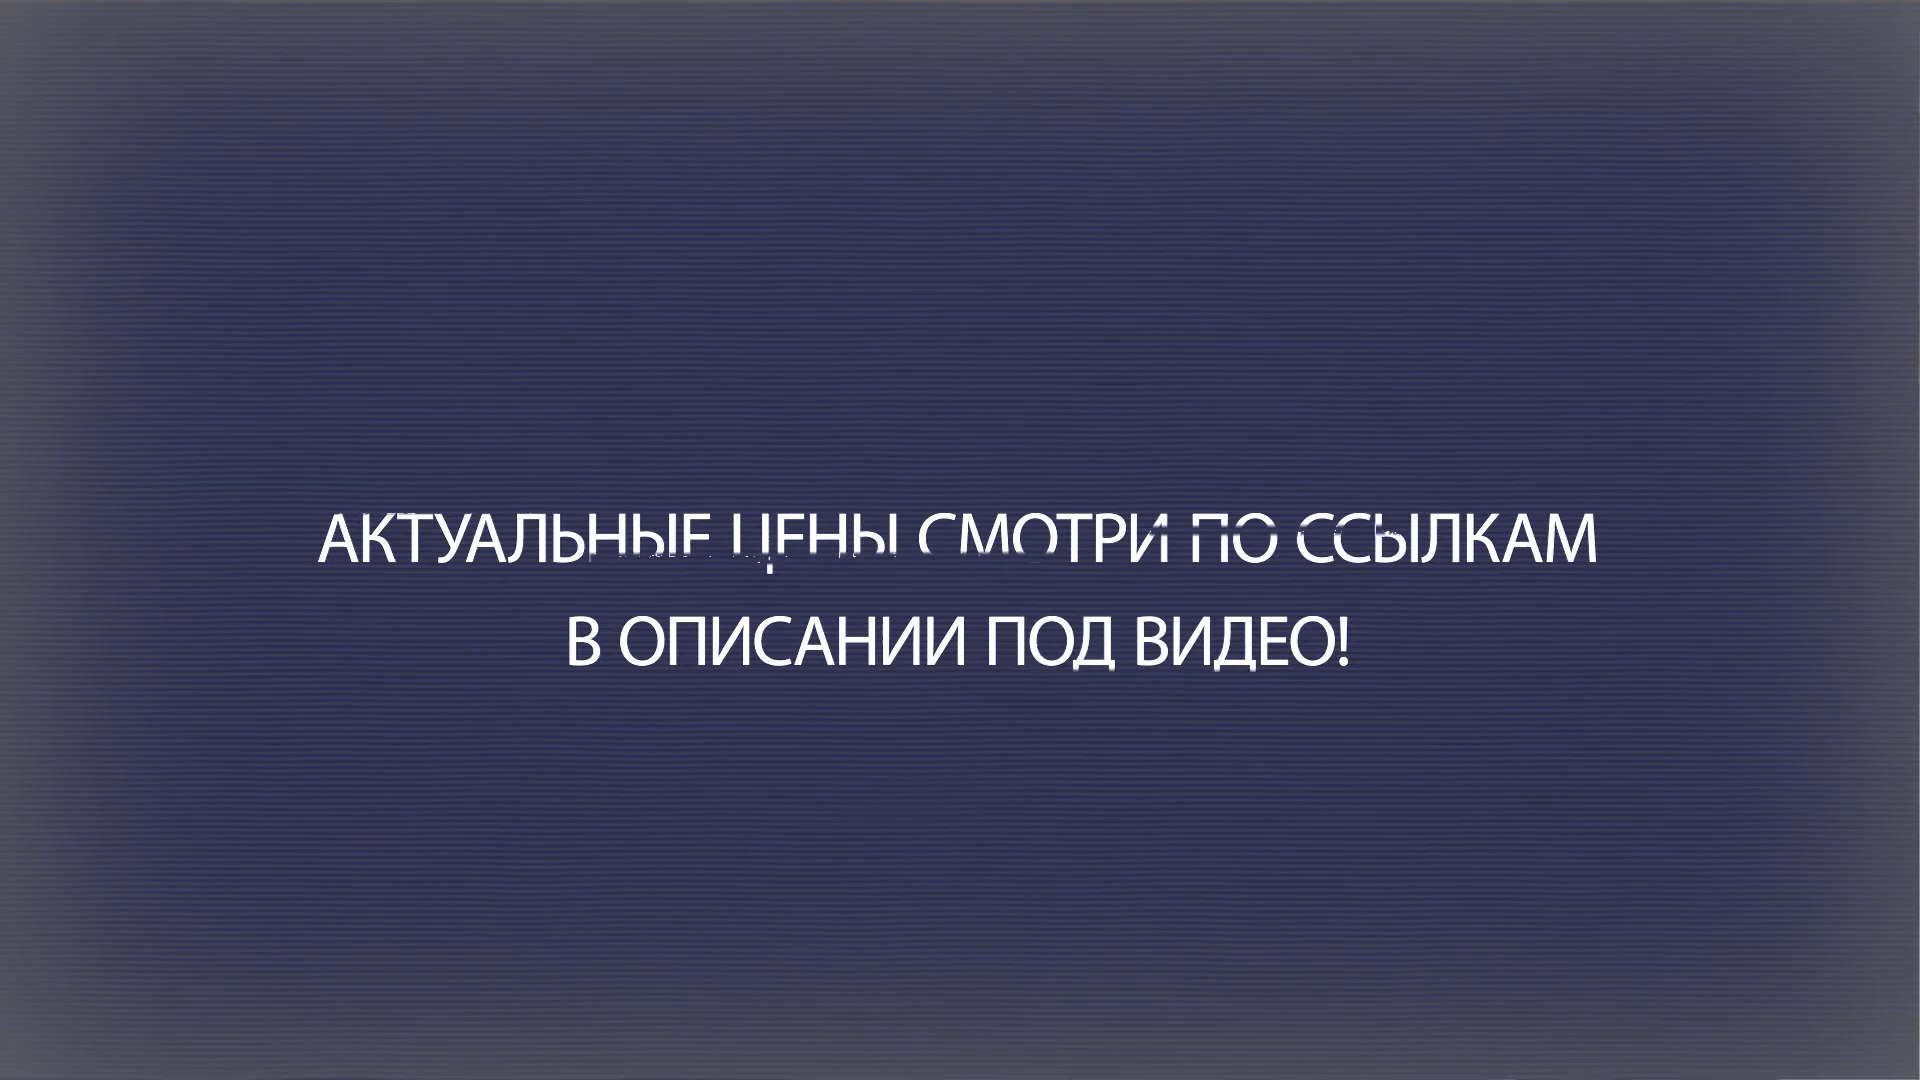 АКТУАЛЬНЫЕ ЦЕНЫ СМОТРИ ПО ССЫЛКАМ
В ОПИСАНИИ ПОД ВИДЕО!